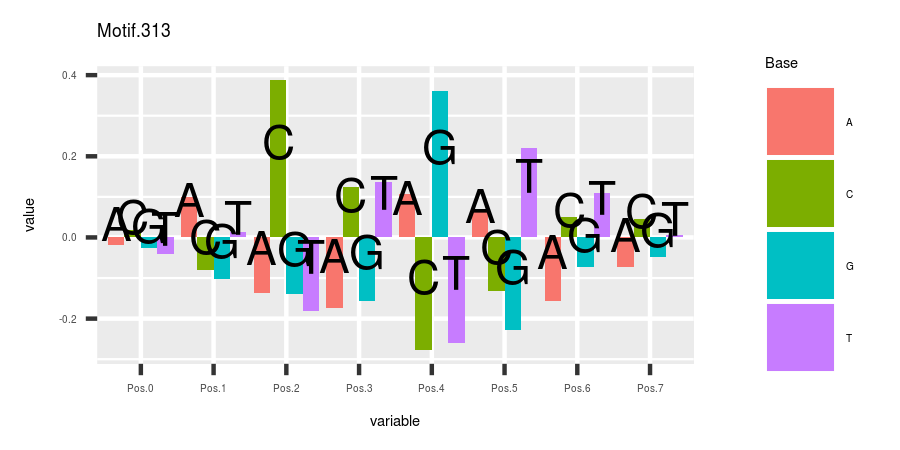 Motif.313
Base
0.4
0.2
0.0
-0.2
value
A C G T A C G T A C G T A C G T A C G T A C G T A C G T A C G T
Pos.0 Pos.1 Pos.2 Pos.3 Pos.4 Pos.5 Pos.6 Pos.7
variable
A
C
G
T